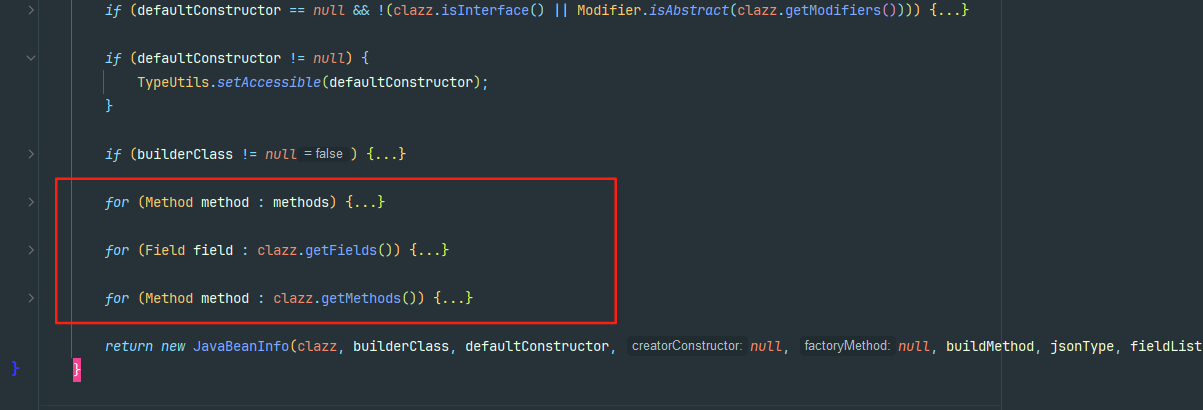 if (defaultConstructor == null && !(clazz.isInterface() || Modifier.isAbstract(clazz.getModifiers()))) {...}
if (defaultConstructor != null) {
TypeUtils.setAccessible(defaultConstructor);
}
if (builderClass != null = false ) {...}
for (Method method : methods) {...}
for (Field field : clazz.getFields()) {...}
for (Method method : clazz.getMethods()) {...}
return new JavaBeanInfo(clazz, builderClass, defaultConstructor, creatorConstructor: null, factoryMethod: null, buildMethod, jsonType, fieldList
} }